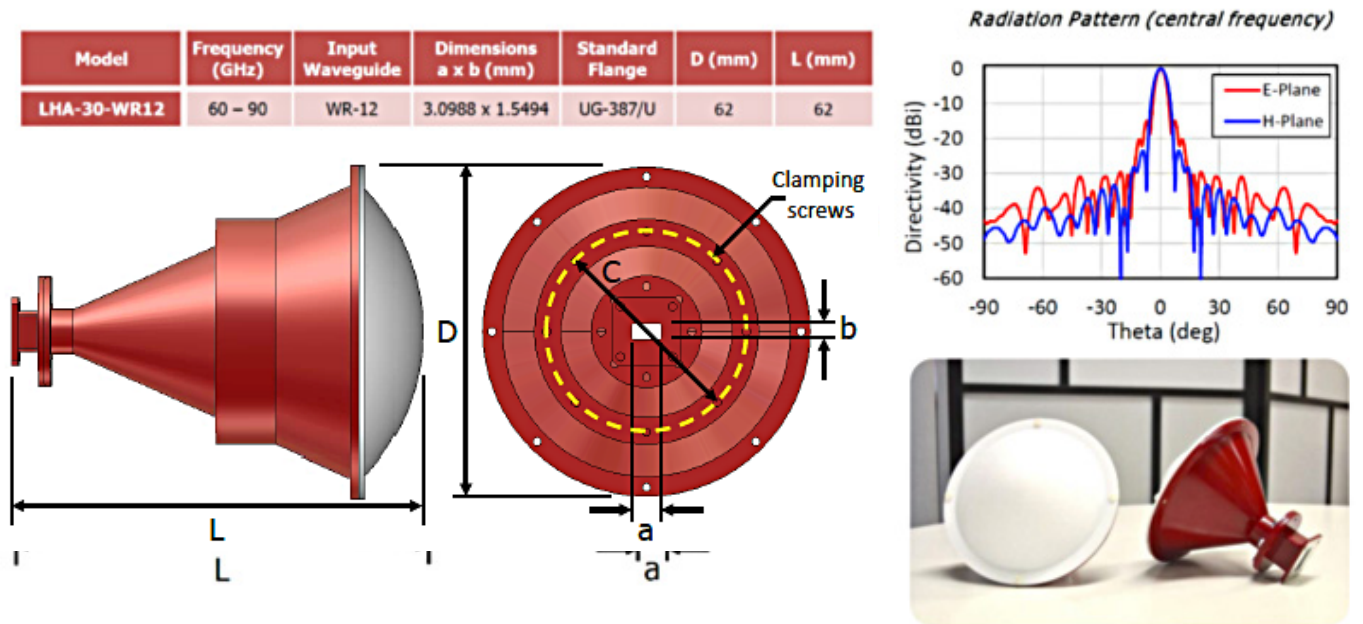 Radiation Pattern (central frequency)
Model
Frequency
(GHz)
Input
Waveguide
Dimensions
a x b (mm)
Standard
Flange
D (mm)
L (mm)
LHA-30-WR12
60 – 90
WR-12
3.0988 x 1.5494
UG-387/U
62
62
Clamping
screws
C
D
b
L
a
L
a
E-Plane
H-Plane
Directivity (dBi)
0
-10
-20
-30
-40
-50
-60
-90
-60
-30
0
30
60
90
Theta (deg)